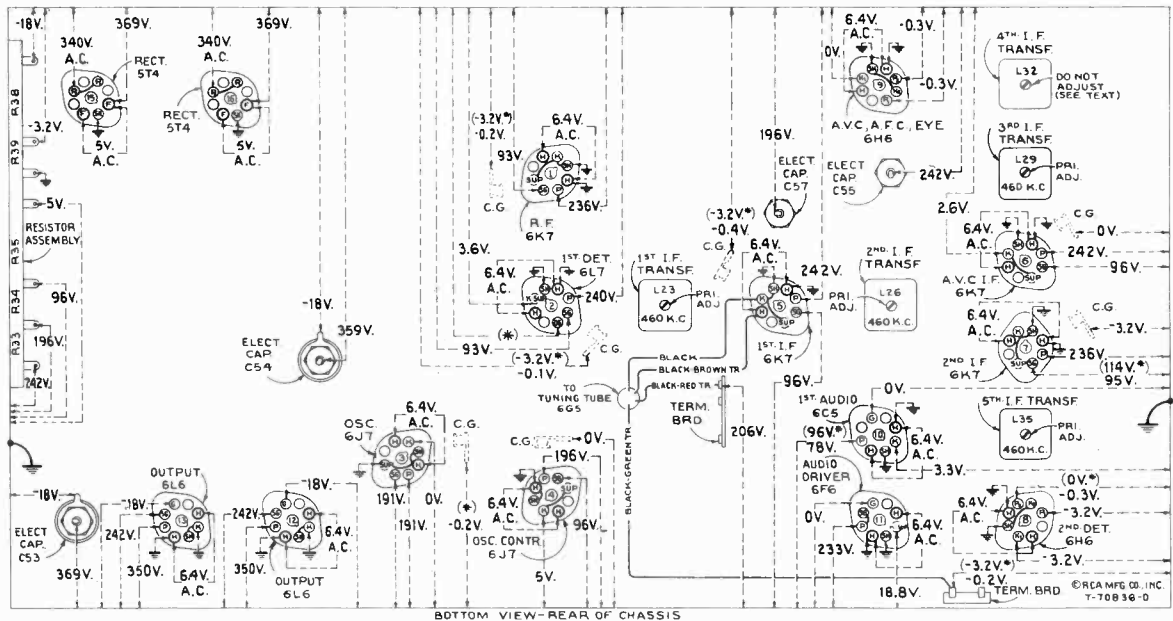 -18V.
369V.
369V.
340V.
A.C.
RECT.
5T4
5V.
A.C.
340V.
A.C.
RECT.
5T4
5V.
A.C.
R38
R39
R35
R34
R33
-3.2V.
5V.
RESISTOR
ASSEMBLY
96V.
196V.
242V.
-18V.
359V.
ELECT
CAP.
C54
(-3.2V.*)
-0.2V.
93V.
6.4V.
A.C.
C.G.
236V.
R.F.
6K7
3.6V.
6.4V.
A.C.
1ST DET.
6L7
240V.
(*)
93V.
(-3.2V.*)
-0.1V.
C.G.
1ST I.F.
TRANSF.
L23
460 K.C.
PRI.
ADJ.
196V.
ELECT
CAP.
C57
(-3.2V.*)
-0.4V.
C.G.
6.4V.
A.C.
242V.
1ST. I.F
6K7
96V.
BLACK
BLACK-BROWN TR.
BLACK-RED TR.
BLACK-GREEN TR
TO
TUNING TUBE
6G5
TERM.
BRD
206V.
2ND. I.F
TRANSF.
PRI.
ADJ.
L26
460 K.C.
6.4V.
A.C.
-0.3V.
0V.
-0.3V.
A.V.C., A.F.C., EYE
6H6
ELECT
CAP.
C55
242V.
4TH. I.F.
TRANSF.
L32
DO NOT
ADJUST
(SEE TEXT)
3RD I.F.
TRANSF.
L29
460 K.C
PRI.
ADJ.
2.6V.
C.G.
0V.
6.4V.
A.C.
242V.
96V.
A.V.C I.F.
6K7
6.4V.
A.C.
C.G.
-3.2V.
236V.
(114V.*)
95V.
2ND I.F
6K7
5TH I.F. TRANSF.
L35
460 K.C
PRI.
ADJ.
0V.
1ST. AUDIO
6C5
(96V.*)
78V.
6.4V.
A.C.
3.3V.
AUDIO
DRIVER
6F6
0V.
6.4V.
A.C.
233V.
18.8V.
(0V.*)
-0.3V.
6.4V.
A.C.
-3.2V.
2ND DET.
6H6
-3.2V.
(-3.2V.*)
-0.2V.
TERM. BRD.
OSC.
6J7
6.4V.
A.C.
C.G.
191V.
0V.
191V.
(*)
-0.2V.
C.G.
0V.
196V.
6.4V.
A.C.
96V.
OSC. CONTR.
6J7
5V.
-18V.
ELECT
CAP.
C53
369V.
OUTPUT
6L6
-18V.
242V.
350V.
6.4V.
A.C.
-18V.
242V.
350V.
6.4V.
A.C.
OUTPUT
6L6
© RCA MFG. CO., INC.
T-70836-0
BOTTOM VIEW-REAR OF CHASSIS